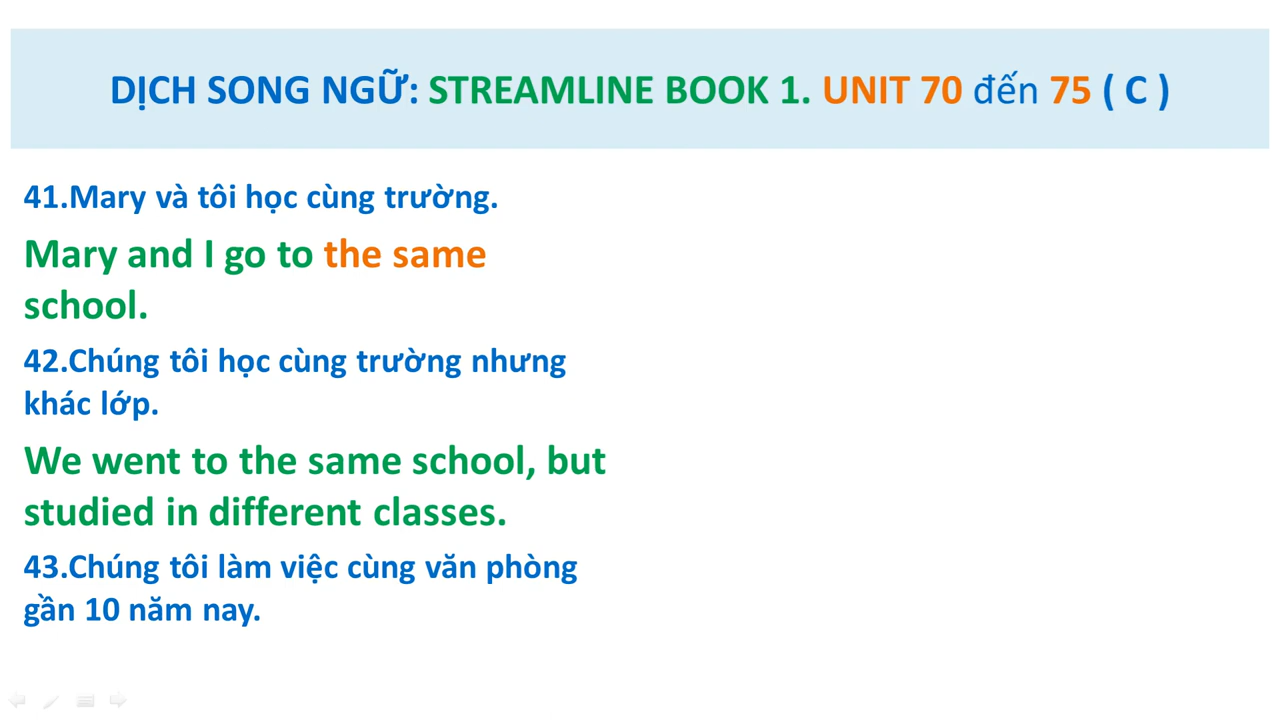 DỊCH SONG NGỮ: STREAMLINE BOOK 1. UNIT 70 đến 75 ( C )
41.Mary và tôi học cùng trường.
Mary and I go to the same
school.
42.Chúng tôi học cùng trường nhưng
khác lớp.
We went to the same school, but
studied in different classes.
43.Chúng tôi làm việc cùng văn phòng
gần 10 năm nay.